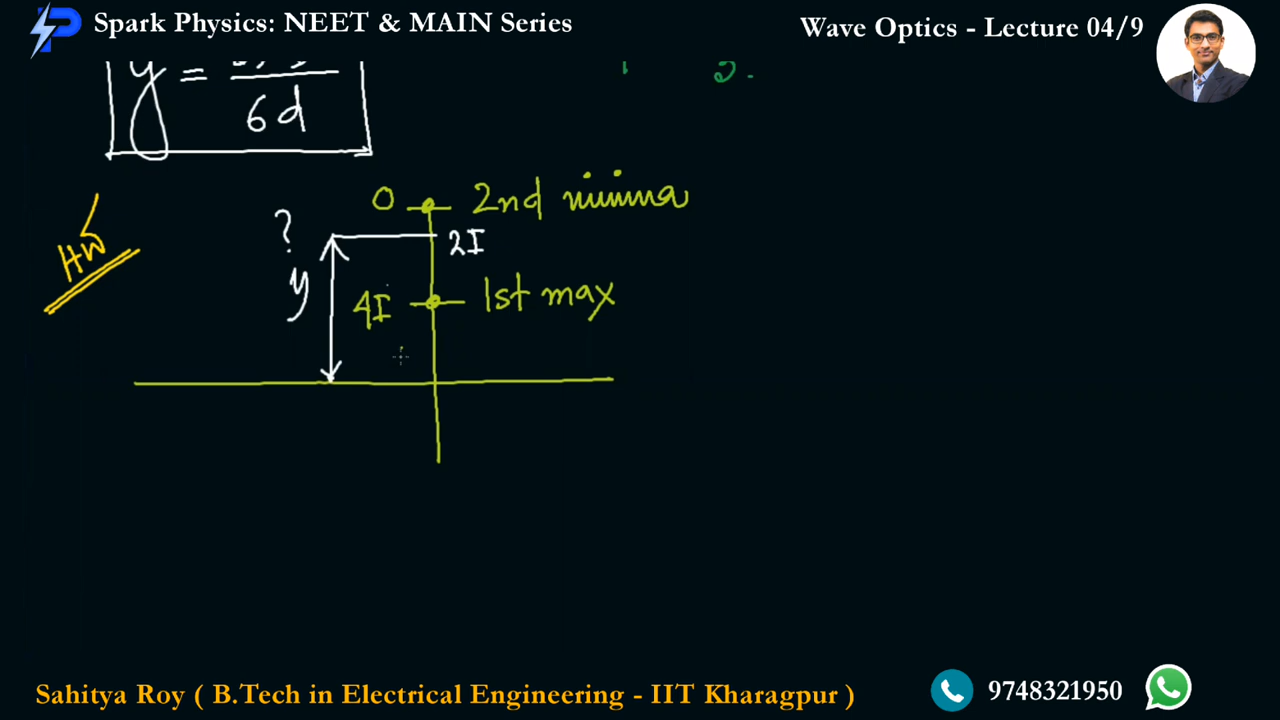 Spark Physics: NEET & MAIN Series
Wave Optics - Lecture 04/9
y =
6d
HW
0 2nd minima
? 2I
y
4I 1st max
Sahitya Roy ( B.Tech in Electrical Engineering - IIT Kharagpur )
9748321950